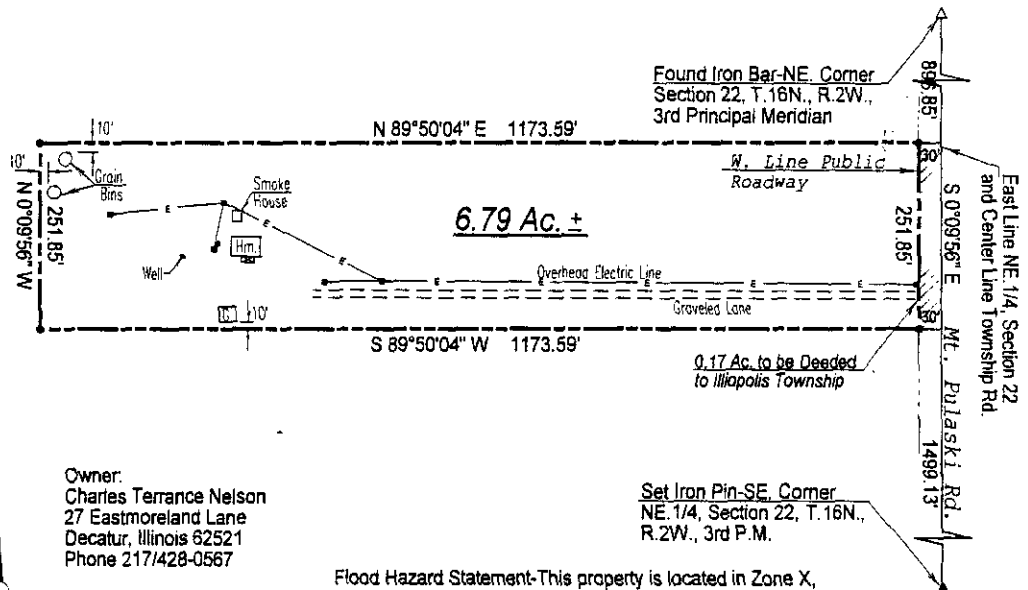 Found Iron Bar-NE. Corner
Section 22, T.16N., R.2W.,
3rd Principal Meridian
N 89°50'04" E 1173.59'
W. Line Public
Roadway
30'
10'
10'
Grain
Bins
N 0°09'56" W
251.85'
Smoke
House
E
E
Hm.
Well
E
6.79 Ac. ±
Overhead Electric Line
E
E
E
E
Graveled Lane
10'
S 89°50'04" W 1173.59'
251.85'
S 0°09'56" E
30'
East Line NE.1/4, Section 22
and Center Line Township Rd.
Mt. Pulaski Rd.
1499.13'
0.17 Ac. to be Deeded
to Illiopolis Township
Owner:
Charles Terrance Nelson
27 Eastmoreland Lane
Decatur, Illinois 62521
Phone 217/428-0567
Set Iron Pin-SE. Corner
NE.1/4, Section 22, T.16N.,
R.2W., 3rd P.M.
Flood Hazard Statement-This property is located in Zone X,